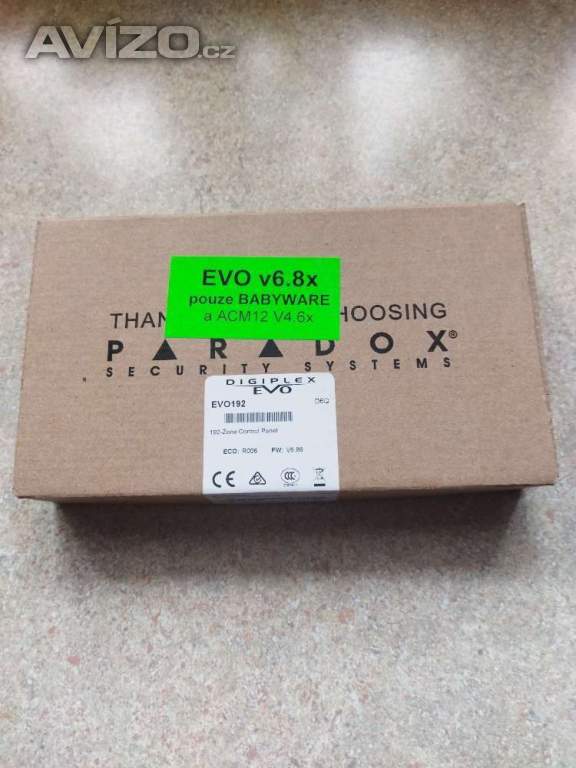 AVÍZO.cz
EVO v6.8x
pouze BABYWARE
a ACM12 V4.6x
THAN HOOSING
PARADOX®
SECURITY SYSTEMS
DIGIPLEX
EVO
EVO192
192-Zone Control Panel
ECO: R006 FW: V6.86
CE